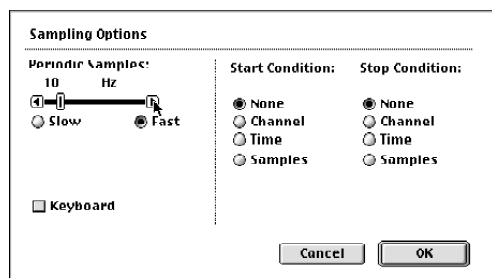 Sampling Options
Periodic Samples:
10 Hz
Slow Fast
Keyboard
Start Condition:
None
Channel
Time
Samples
Stop Condition:
None
Channel
Time
Samples
Cancel OK